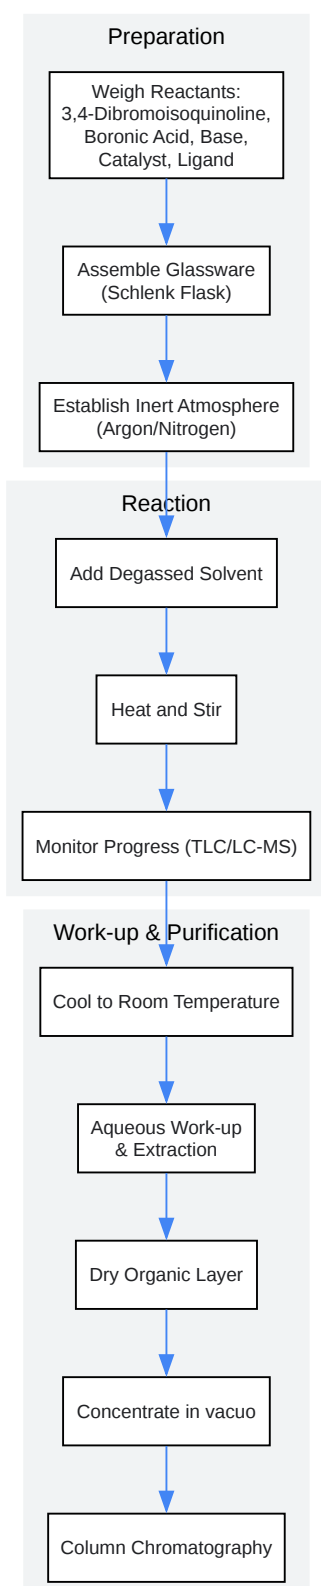 Preparation
Weigh Reactants:
3,4-Dibromoisoquinoline,
Boronic Acid, Base,
Catalyst, Ligand
Assemble Glassware
(Schlenk Flask)
Establish Inert Atmosphere
(Argon/Nitrogen)
Reaction
Add Degassed Solvent
Heat and Stir
Monitor Progress (TLC/LC-MS)
Work-up & Purification
Cool to Room Temperature
Aqueous Work-up
& Extraction
Dry Organic Layer
Concentrate in vacuo
Column Chromatography